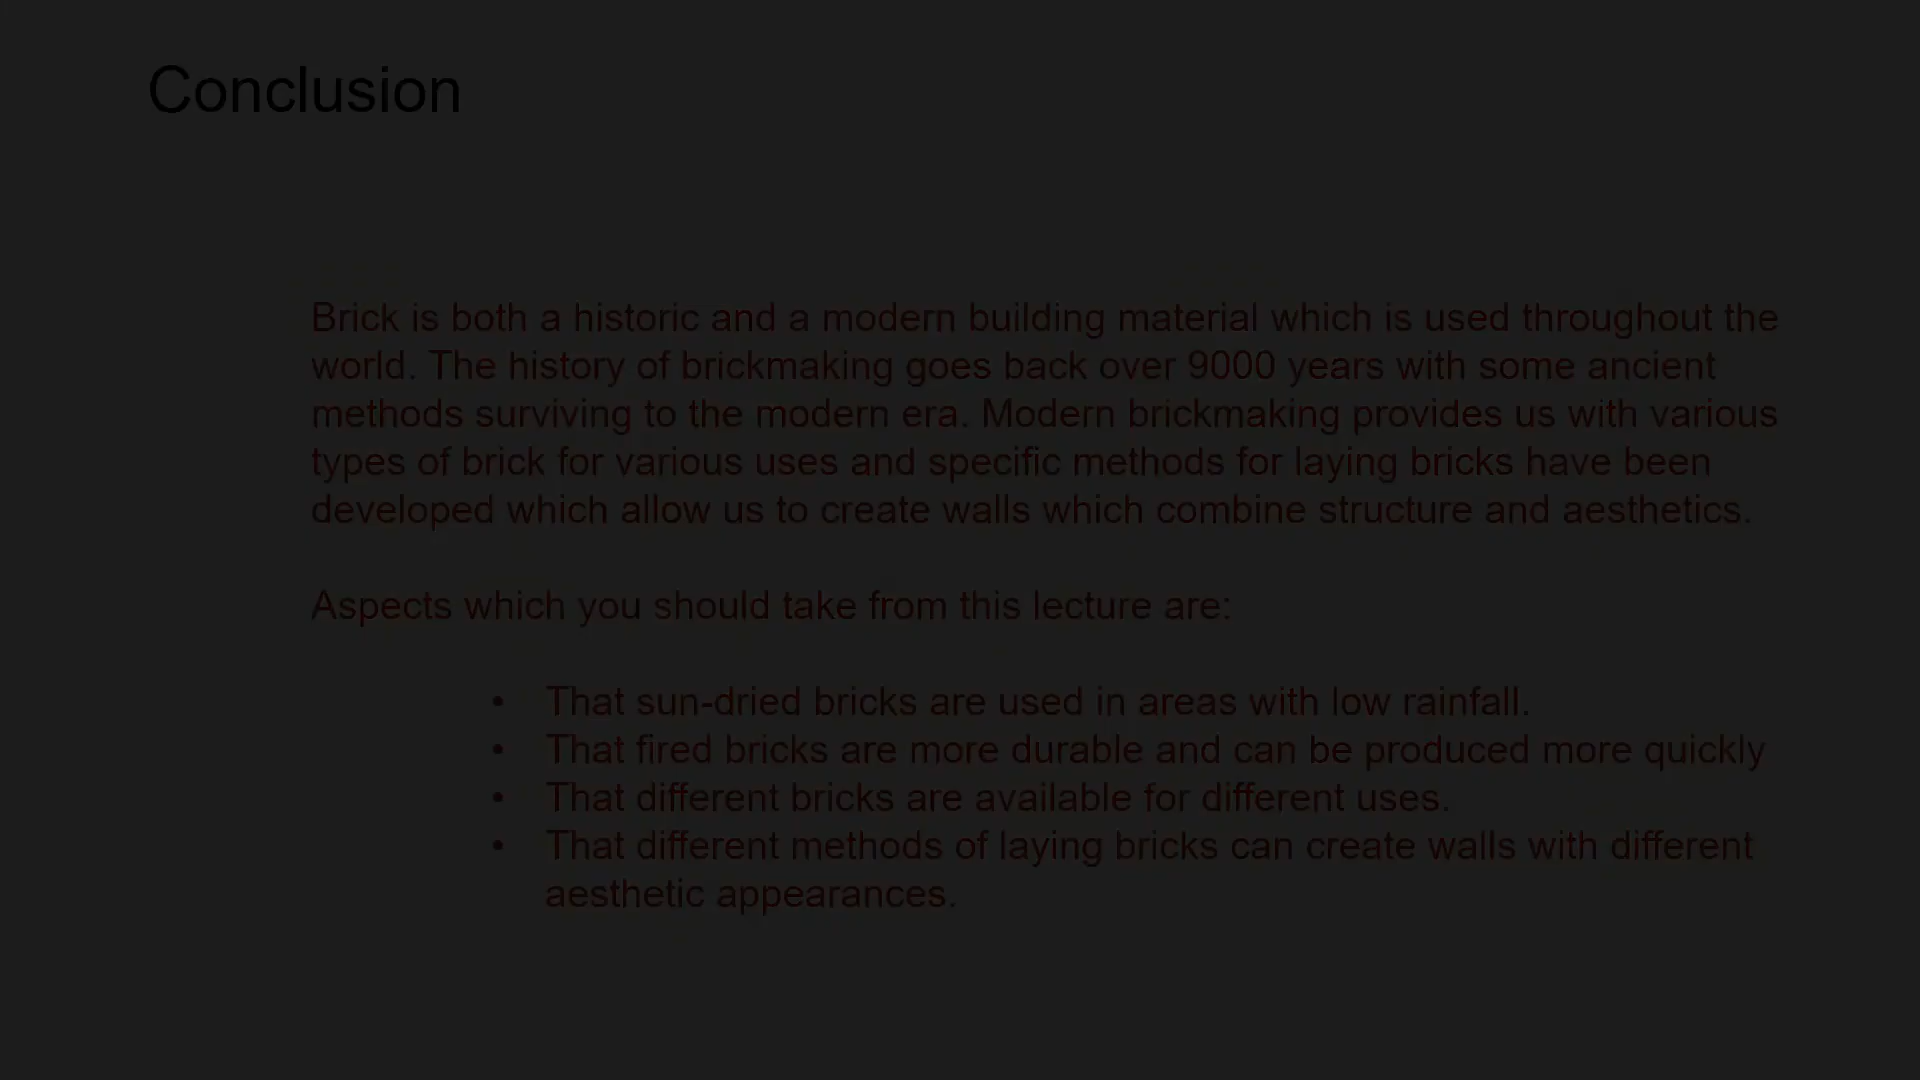 Conclusion
Brick is both a historic and a modern building material which is used throughout the
world. The history of brickmaking goes back over 9000 years with some ancient
methods surviving to the modern era. Modern brickmaking provides us with various
types of brick for various uses and specific methods for laying bricks have been
developed which allow us to create walls which combine structure and aesthetics.
Aspects which you should take from this lecture are:
• That sun-dried bricks are used in areas with low rainfall.
• That fired bricks are more durable and can be produced more quickly
• That different bricks are available for different uses.
• That different methods of laying bricks can create walls with different
aesthetic appearances.